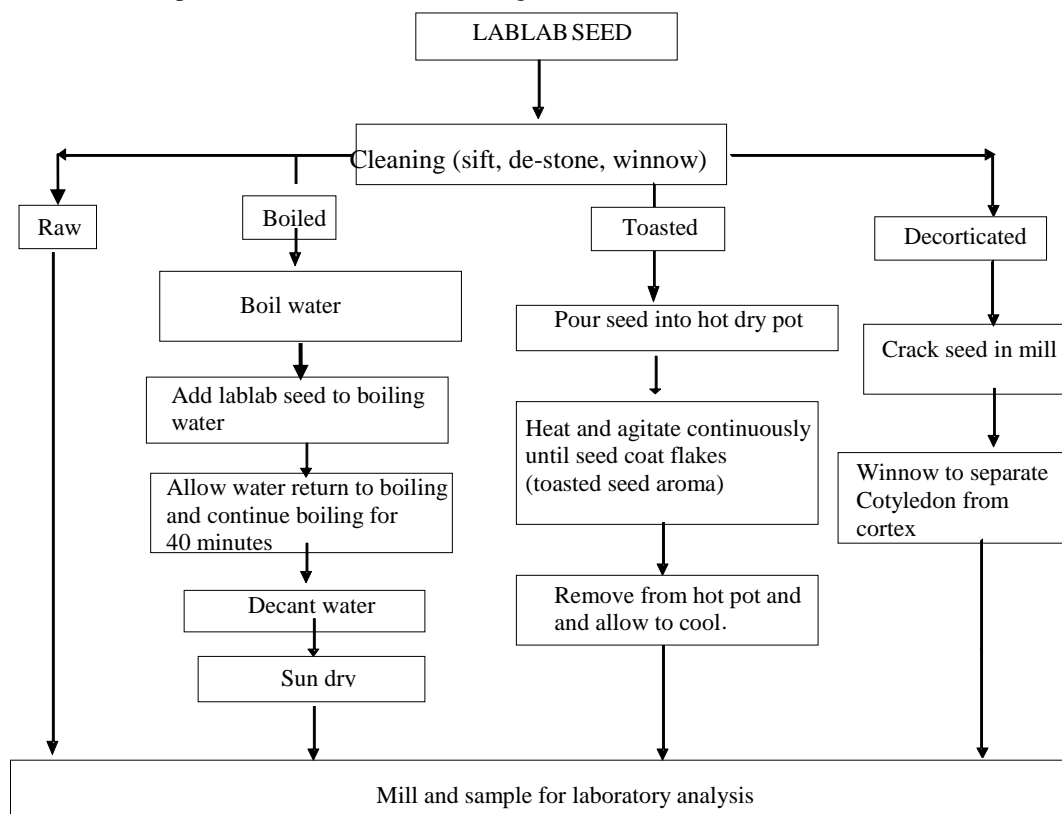 LABLAB SEED
Cleaning (sift, de-stone, winnow)
Raw
Boiled
Boil water
Add lablab seed to boiling
water
Allow water return to boiling
and continue boiling for
40 minutes
Decant water
Sun dry
Toasted
Pour seed into hot dry pot
Heat and agitate continuously
until seed coat flakes
(toasted seed aroma)
Remove from hot pot and
and allow to cool.
Decorticated
Crack seed in mill
Winnow to separate
Cotyledon from
cortex
Mill and sample for laboratory analysis